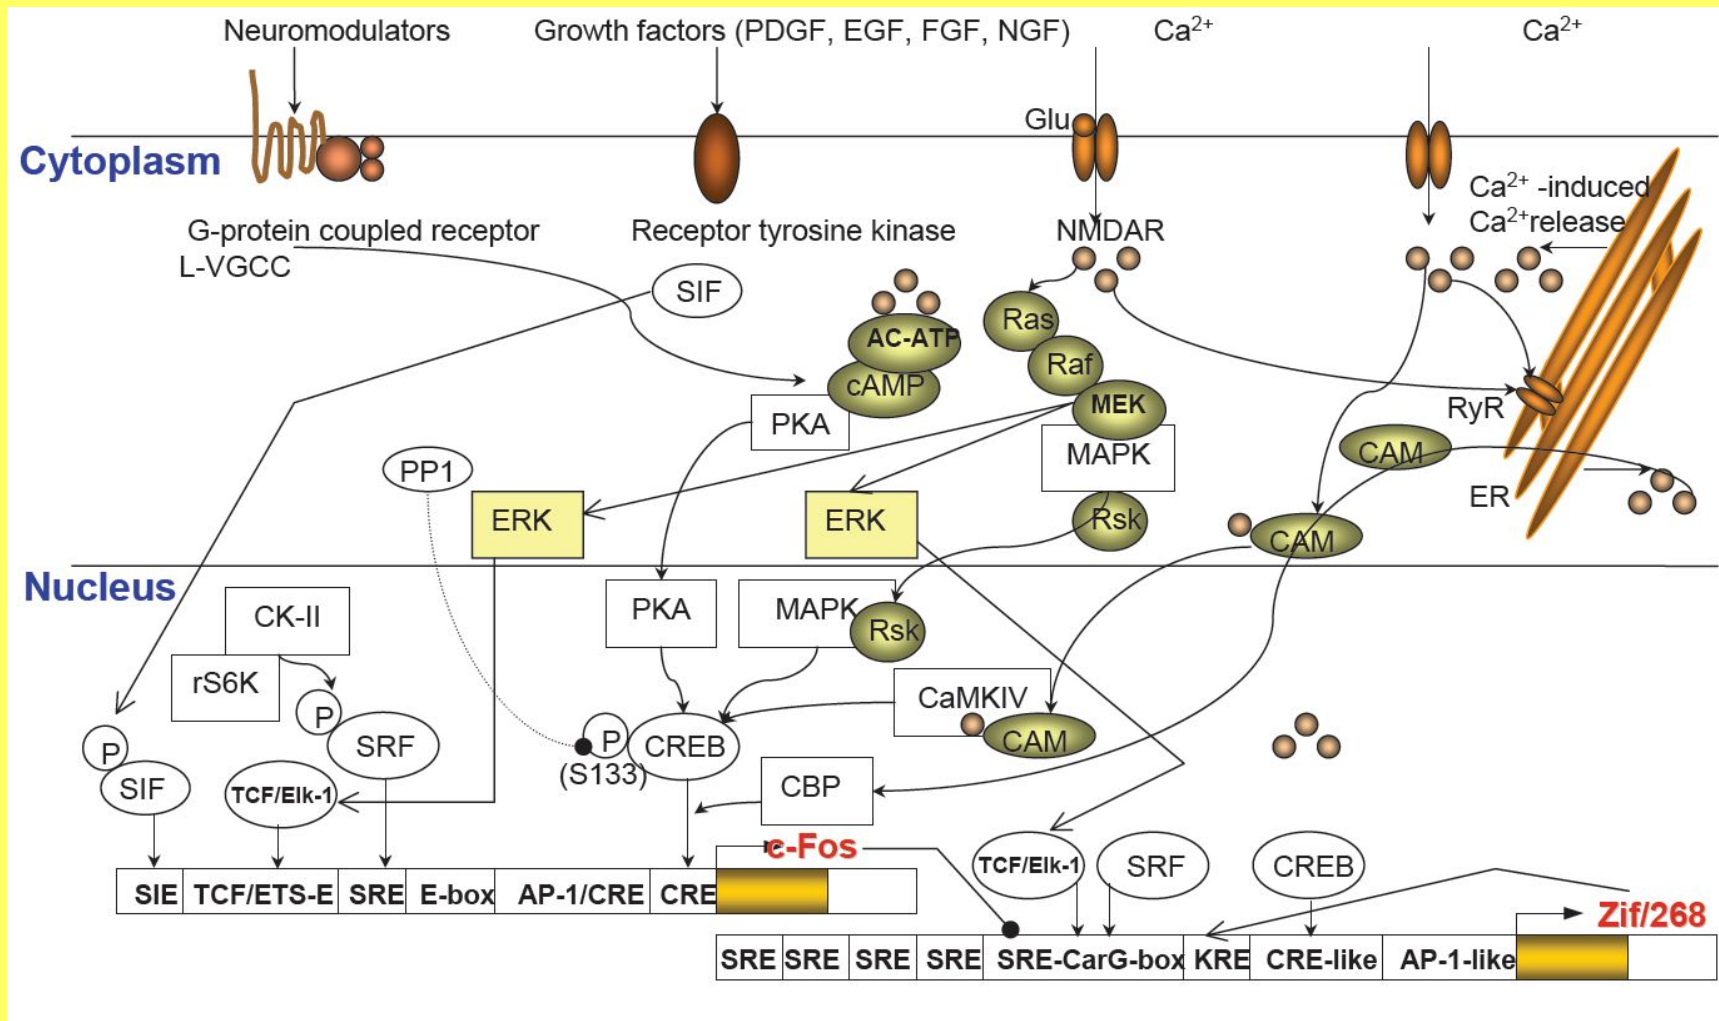 Neuromodulators
Growth factors (PDGF, EGF, FGF, NGF)
Ca2+
Ca2+
Glu
Cytoplasm
Ca2+ -induced
Ca2+release
G-protein coupled receptor
L-VGCC
Receptor tyrosine kinase
NMDAR
SIF
AC-ATP
cAMP
PKA
Ras
Raf
MEK
MAPK
Rsk
RyR
CAM
ER
CAM
PP1
ERK
ERK
Nucleus
CK-II
rS6K
PKA
MAPK
Rsk
CaMKIV
CAM
P
SRF
P
SIF
TCF/Elk-1
P
CREB
(S133)
CBP
c-Fos
TCF/Elk-1
SRF
CREB
Zif/268
SIE TCF/ETS-E SRE E-box AP-1/CRE CRE
SRE SRE SRE SRE SRE-CarG-box KRE CRE-like AP-1-like